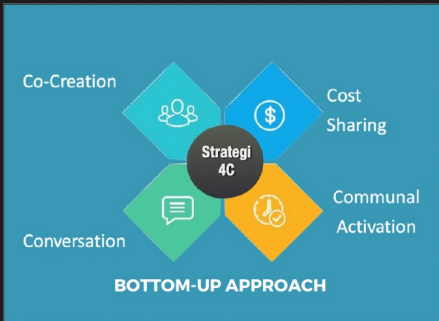 Co-Creation
Cost
Sharing
Strategi
4C
Conversation
Communal
Activation
BOTTOM-UP APPROACH